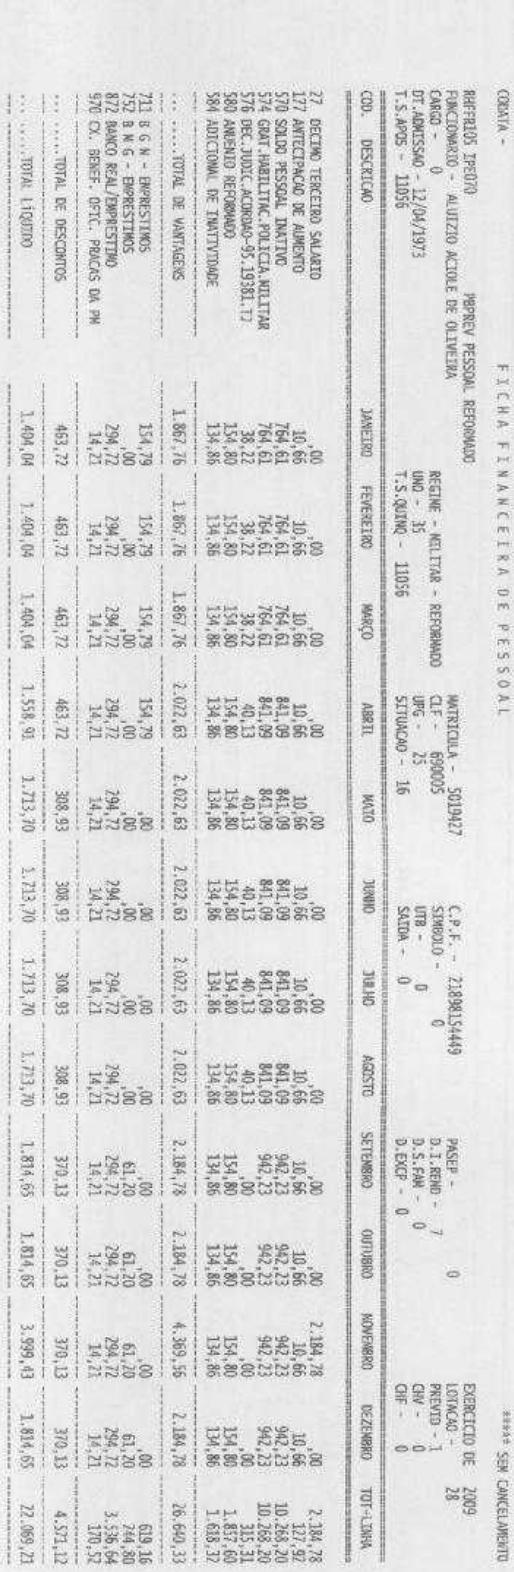 CODATA - FICHA FINANCEIRA DE PESSOAL ***** SEM CANCELAMENTO
RHFFR105 IPE070 PBPREV PESSOAL REFORMADO EXERCICIO DE 2009
FUNCIONARIO - ALUIZIO ACIOLE DE OLIVEIRA REGIME - MILITAR - REFORMADO MATRICULA - 5019427 C.P.F. - 21898154449 PASEP - 0 LOTACAO - 28
CARGO - 0 UNO - 35 CLF - 690005 SIMBOLO - 0 D.I.REND - 7 PREVID - 1
DT.ADMISSAO - 12/04/1973 T.S.QUINQ - 11056 UPG - 25 UTB - 0 D.S.FAM 0 CHV - 0
T.S.APOS - 11056 SITUACAO - 16 SAIDA - 0 D.EXCP - 0 CHF - 0
COD. DESCRICAO JANEIRO FEVEREIRO MARÇO ABRIL MAIO JUNHO JULHO AGOSTO SETEMBRO OUTUBRO NOVEMBRO DEZEMBRO TOT-LINHA
27 DECIMO TERCEIRO SALARIO ,00 ,00 ,00 ,00 ,00 ,00 ,00 ,00 ,00 ,00 2.184,78 ,00 2.184,78
177 ANTECIPACAO DE AUMENTO 10,66 10,66 10,66 10,66 10,66 10,66 10,66 10,66 10,66 10,66 10,66 10,66 127,92
570 SOLDO PESSOAL INATIVO 764,61 764,61 764,61 841,09 841,09 841,09 841,09 841,09 942,23 942,23 942,23 942,23 10.268,20
574 GRAT.HABILITAC.POLICIA.MILITAR 764,61 764,61 764,61 841,09 841,09 841,09 841,09 841,09 942,23 942,23 942,23 942,23 10.268,20
576 DEC.JUDIC.ACORDAO-95.19381.TJ 38,22 38,22 38,22 40,13 40,13 40,13 40,13 40,13 ,00 ,00 ,00 ,00 315,31
580 ANUENIO REFORMADO 154,80 154,80 154,80 154,80 154,80 154,80 154,80 154,80 154,80 154,80 154,80 154,80 1.857,60
584 ADICIONAL DE INATIVIDADE 134,86 134,86 134,86 134,86 134,86 134,86 134,86 134,86 134,86 134,86 134,86 134,86 1.618,32
... ......TOTAL DE VANTAGENS 1.867,76 1.867,76 1.867,76 2.022,63 2.022,63 2.022,63 2.022,63 2.022,63 2.184,78 2.184,78 4.369,56 2.184,78 26.640,33
711 B G N - EMPRESTIMOS 154,79 154,79 154,79 154,79 ,00 ,00 ,00 ,00 ,00 ,00 ,00 ,00 619,16
752 B M G - EMPRESTIMOS ,00 ,00 ,00 ,00 ,00 ,00 ,00 ,00 61,20 61,20 61,20 61,20 244,80
872 BANCO REAL/EMPRESTIMO 294,72 294,72 294,72 294,72 294,72 294,72 294,72 294,72 294,72 294,72 294,72 294,72 3.536,64
970 CX. BENEF. OFIC. PRACAS DA PM 14,21 14,21 14,21 14,21 14,21 14,21 14,21 14,21 14,21 14,21 14,21 14,21 170,52
... ......TOTAL DE DESCONTOS 463,72 463,72 463,72 463,72 308,93 308,93 308,93 308,93 370,13 370,13 370,13 370,13 4.571,12
... ......TOTAL LÍQUIDO 1.404,04 1.404,04 1.404,04 1.558,91 1.713,70 1.713,70 1.713,70 1.713,70 1.814,65 1.814,65 3.999,43 1.814,65 22.069,21